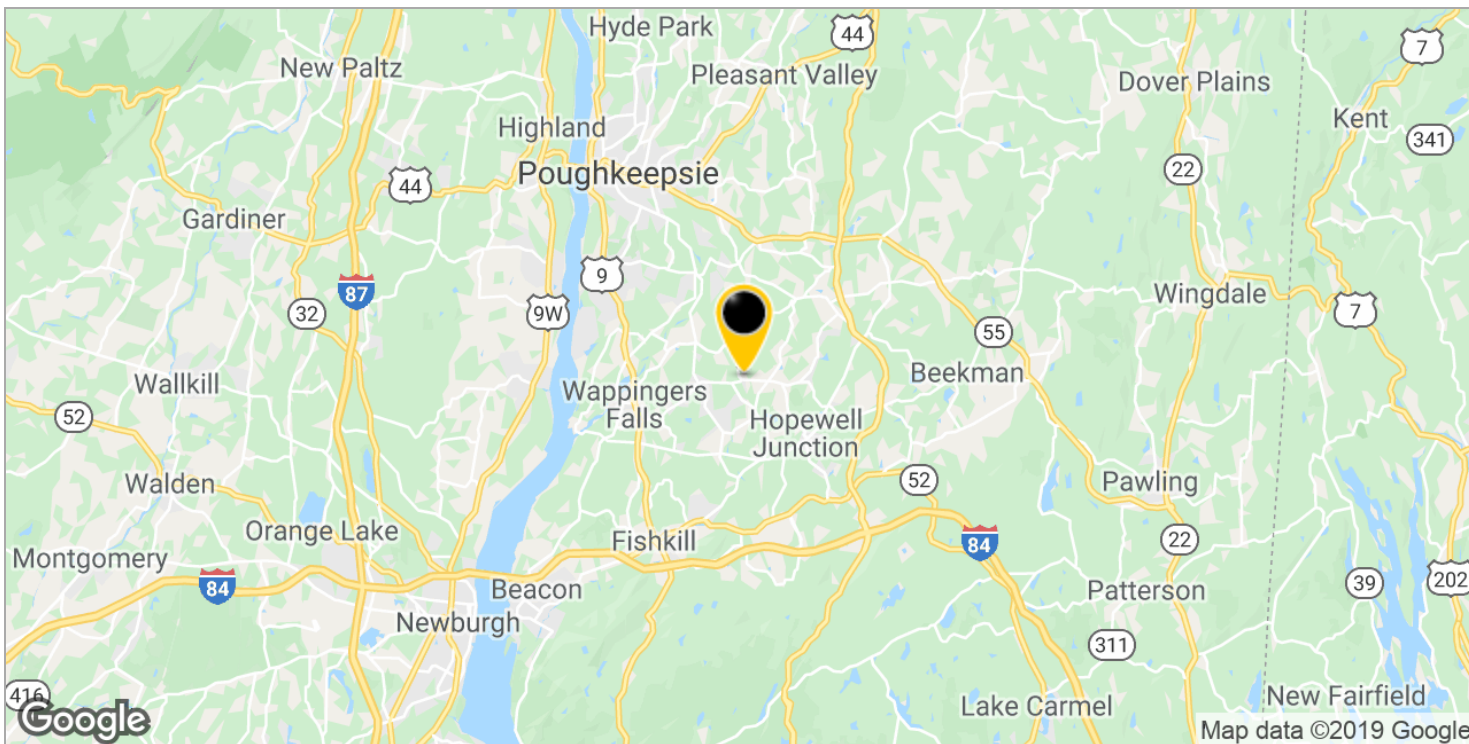 Hyde Park
44
7
New Paltz
Pleasant Valley
Dover Plains
Kent
Highland
341
Poughkeepsie
22
44
Gardiner
9
87
Wingdale
32
9W
7
55
Beekman
Wallkill
Wappingers
Falls
52
Hopewell
Junction
Walden
52
Pawling
Orange Lake
Fishkill
84
22
Montgomery
84
Beacon
Patterson
39
202
Newburgh
311
416
Lake Carmel
New Fairfield
Google
Map data ©2019 Google